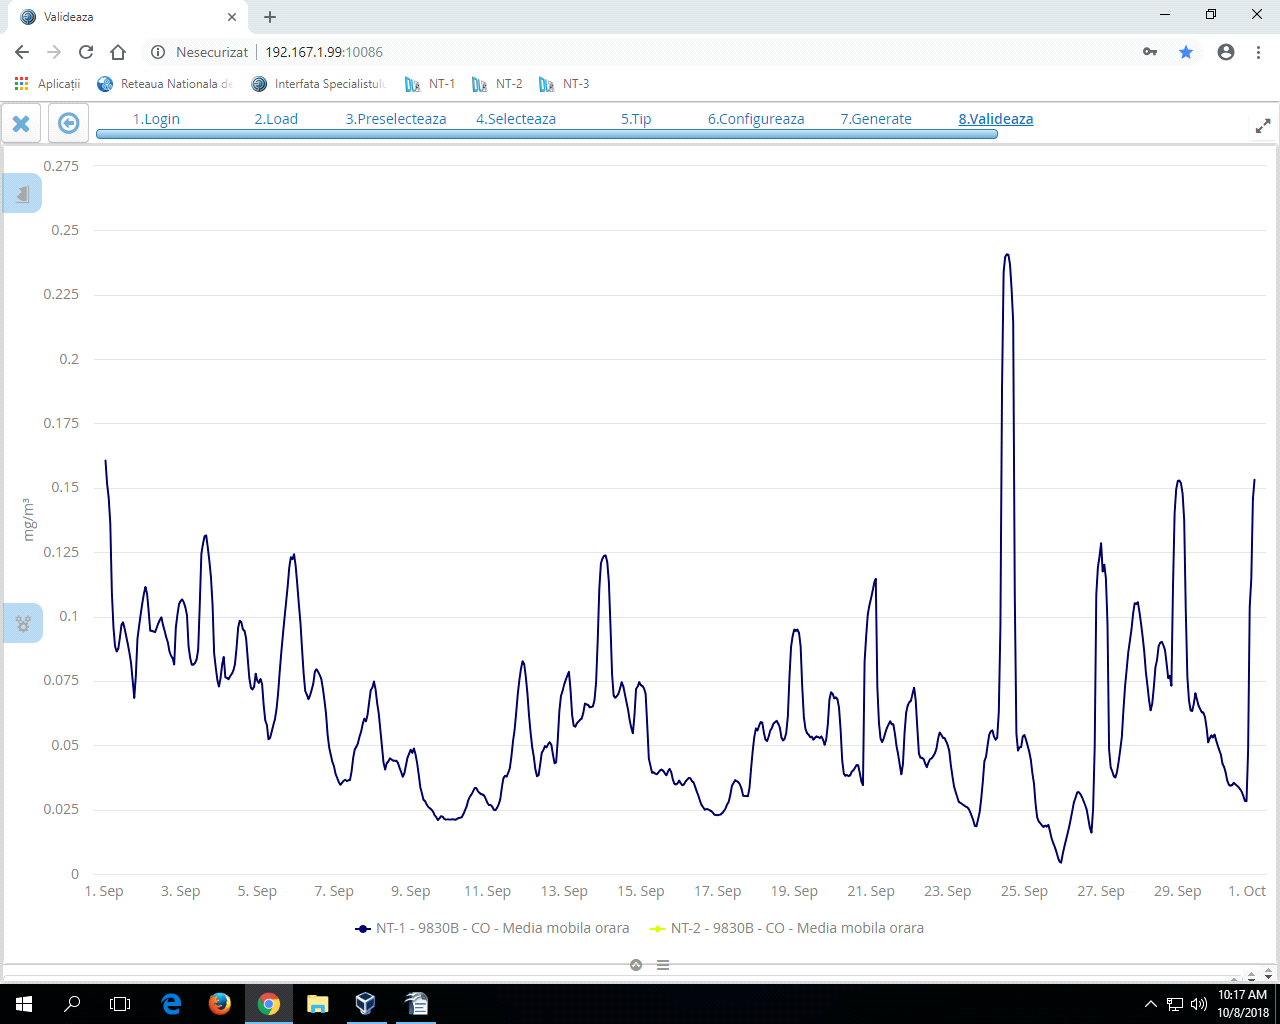 Valideaza
Nesecurizat 192.167.1.99:10086
Aplicații Reteaua Nationala de Interfata Specialistulu NT-1 NT-2 NT-3
1.Login 2.Load 3.Preselecteaza 4.Selecteaza 5.Tip 6.Configureaza 7.Generate 8.Valideaza
0.275
0.25
0.225
0.2
0.175
0.15
mg/m³
0.125
0.1
0.075
0.05
0.025
0
1. Sep 3. Sep 5. Sep 7. Sep 9. Sep 11. Sep 13. Sep 15. Sep 17. Sep 19. Sep 21. Sep 23. Sep 25. Sep 27. Sep 29. Sep 1. Oct
NT-1 - 9830B - CO - Media mobila orara NT-2 - 9830B - CO - Media mobila orara
10:17 AM
10/8/2018